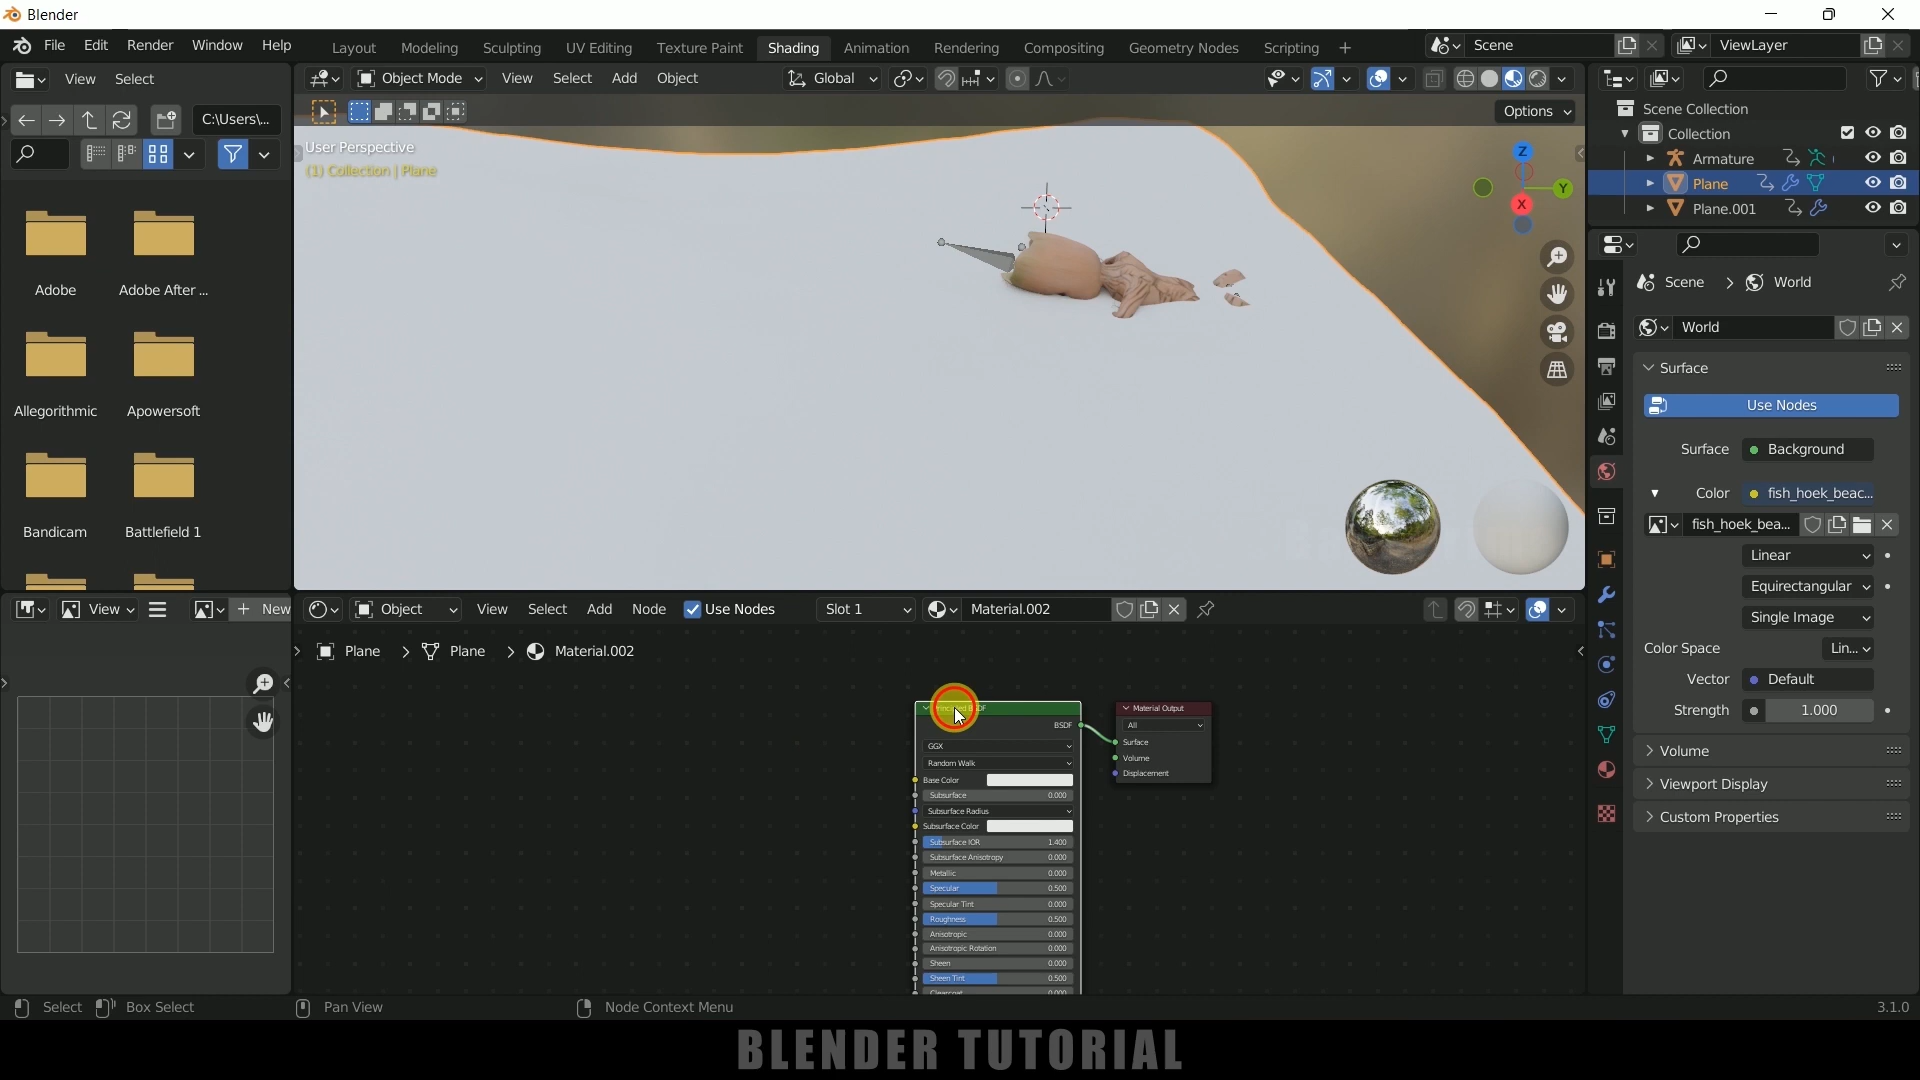 Blender
File Edit Render Window Help
Layout Modeling Sculpting UV Editing Texture Paint Shading Animation Rendering Compositing Geometry Nodes Scripting +
Scene
ViewLayer
View Select
Object Mode View Select Add Object
Global
C:\Users\...
Options
User Perspective
(1) Collection | Plane
Z
Y
X
Adobe
Adobe After ...
Allegorithmic
Apowersoft
Bandicam
Battlefield 1
Scene Collection
Collection
Armature
Plane
Plane.001
Scene > World
World
Surface
Use Nodes
Surface Background
Color fish_hoek_beac...
fish_hoek_bea...
Linear
Equirectangular
Single Image
Color Space Lin...
Vector Default
Strength 1.000
Volume
Viewport Display
Custom Properties
View
+ New
Object View Select Add Node Use Nodes Slot 1 Material.002
Plane > Plane > Material.002
BSDF
GGX
Random Walk
Base Color
Subsurface 0.000
Subsurface Radius
Subsurface Color
Subsurface IOR 1.400
Subsurface Anisotropy 0.000
Metallic 0.000
Specular 0.500
Specular Tint 0.000
Roughness 0.500
Anisotropic 0.000
Anisotropic Rotation 0.000
Sheen 0.000
Sheen Tint 0.500
Clearcoat 0.000
Material Output
All
Surface
Volume
Displacement
Select Box Select Pan View Node Context Menu
3.1.0
BLENDER TUTORIAL